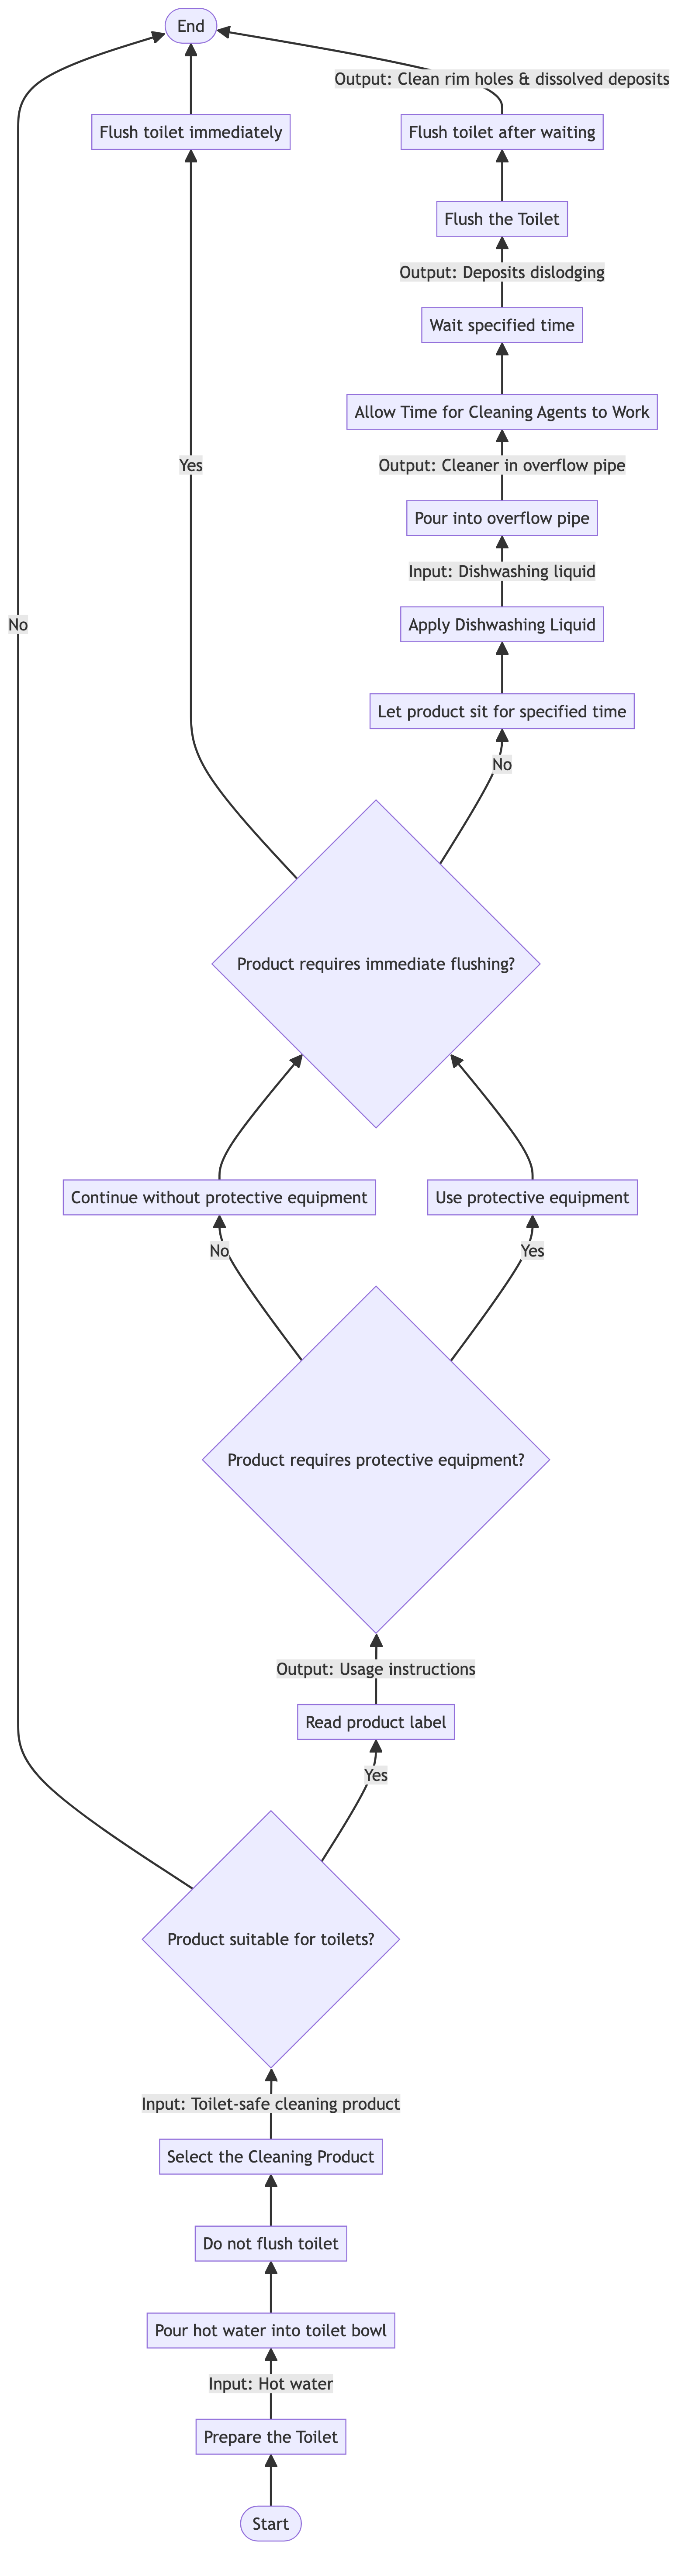 End
Output: Clean rim holes & dissolved deposits
Flush toilet immediately
Flush toilet after waiting
Flush the Toilet
Output: Deposits dislodging
Wait specified time
Allow Time for Cleaning Agents to Work
Yes
Output: Cleaner in overflow pipe
Pour into overflow pipe
Input: Dishwashing liquid
No
Apply Dishwashing Liquid
Let product sit for specified time
No
Product requires immediate flushing?
Continue without protective equipment
Use protective equipment
No
Yes
Product requires protective equipment?
Output: Usage instructions
Read product label
Yes
Product suitable for toilets?
Input: Toilet-safe cleaning product
Select the Cleaning Product
Do not flush toilet
Pour hot water into toilet bowl
Input: Hot water
Prepare the Toilet
Start